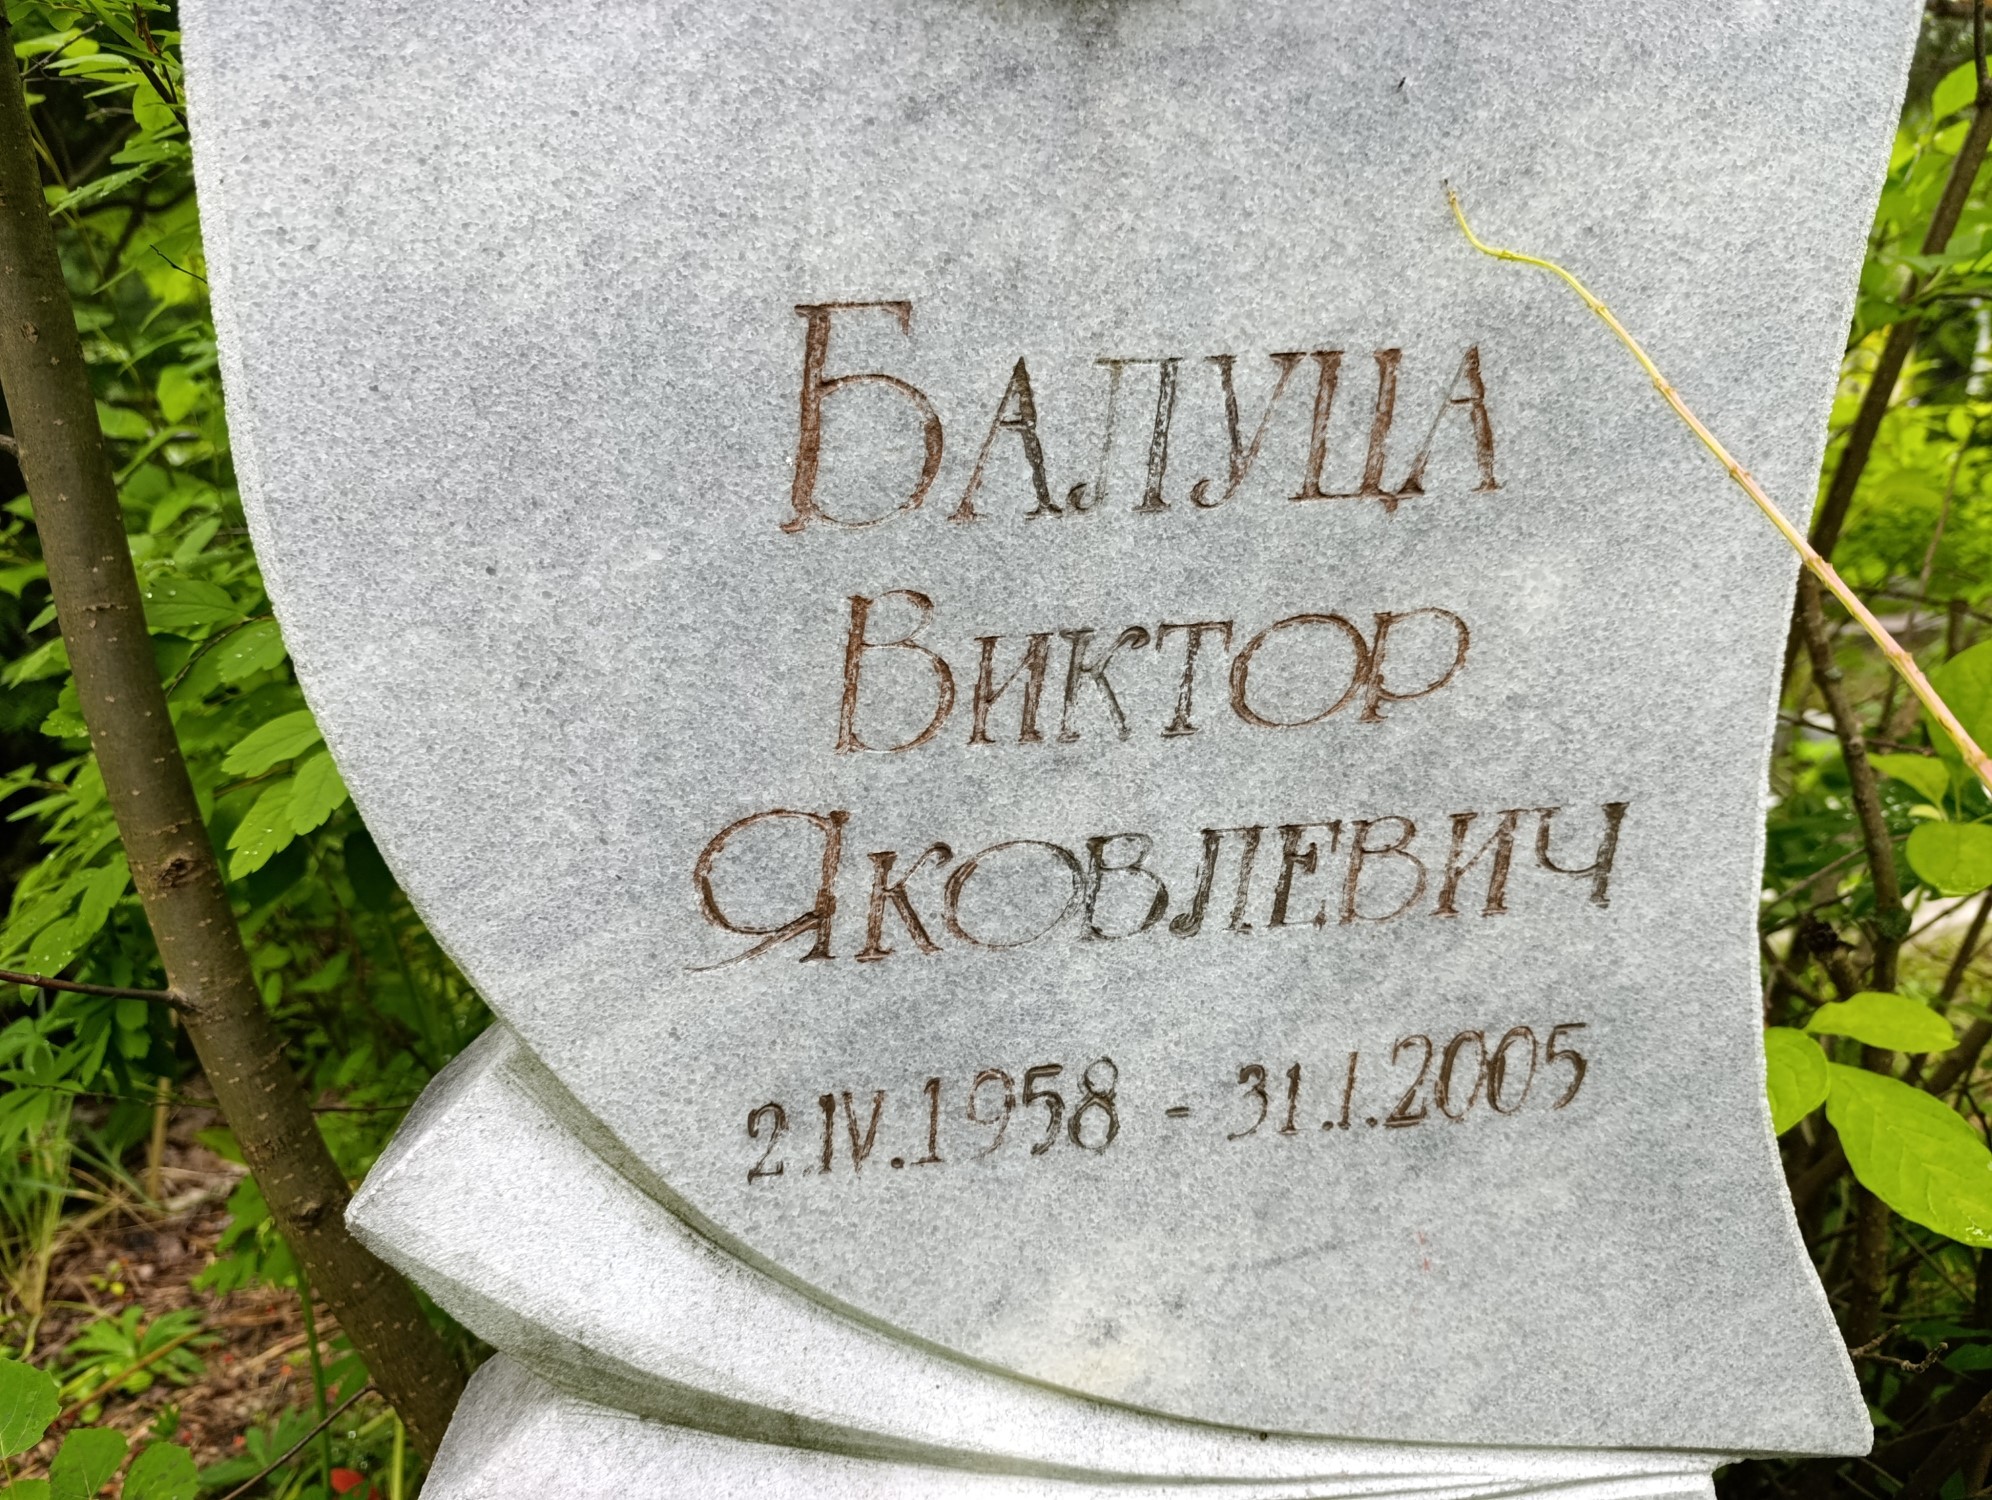 Балуца
Виктор
Яковлевич
2.IV.1958 - 31.I.2005